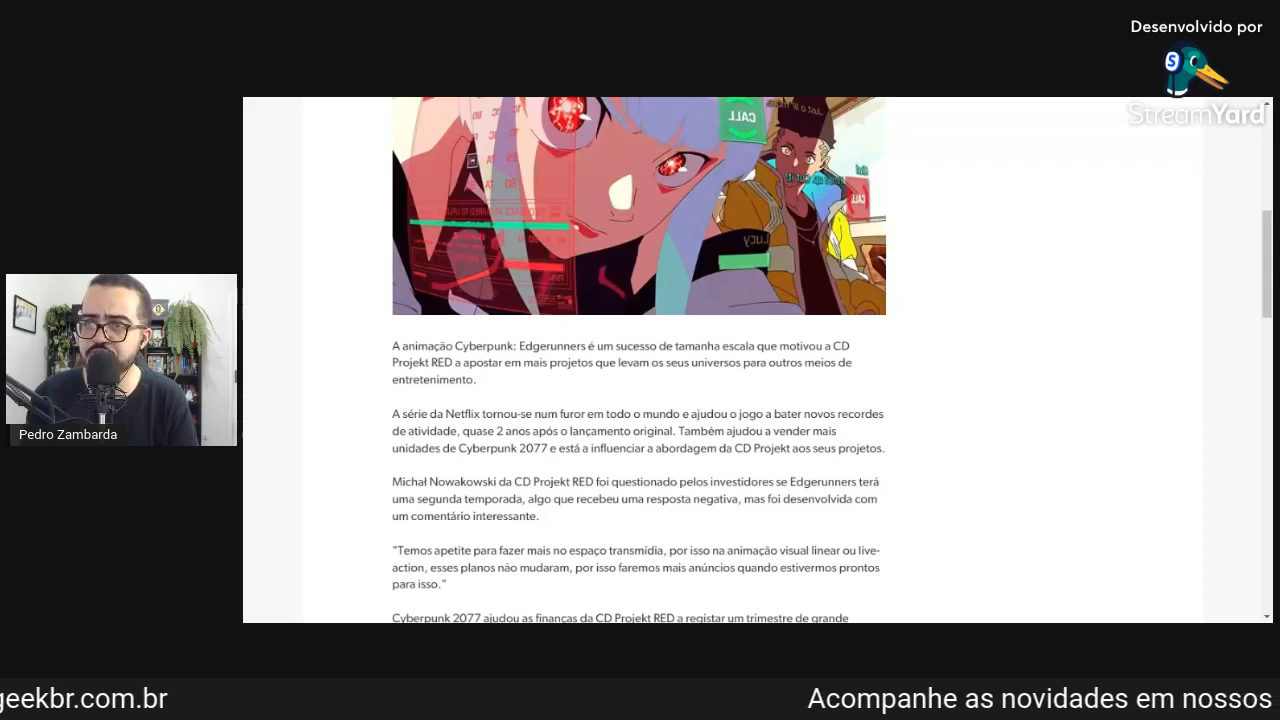 Desenvolvido por
S
StreamYard
CALL
CALL
Lucy
A animação Cyberpunk: Edgerunners é um sucesso de tamanha escala que motivou a CD
Projekt RED a apostar em mais projetos que levam os seus universos para outros meios de
entretenimento.
A série da Netflix tornou-se num furor em todo o mundo e ajudou o jogo a bater novos recordes
de atividade, quase 2 anos após o lançamento original. Também ajudou a vender mais
unidades de Cyberpunk 2077 e está a influenciar a abordagem da CD Projekt aos seus projetos.
Michał Nowakowski da CD Projekt RED foi questionado pelos investidores se Edgerunners terá
uma segunda temporada, algo que recebeu uma resposta negativa, mas foi desenvolvida com
um comentário interessante.
"Temos apetite para fazer mais no espaço transmídia, por isso na animação visual linear ou live-
action, esses planos não mudaram, por isso faremos mais anúncios quando estivermos prontos
para isso."
Cyberpunk 2077 ajudou as finanças da CD Projekt RED a registar um trimestre de grande
Pedro Zambarda
geekbr.com.br
Acompanhe as novidades em nossos